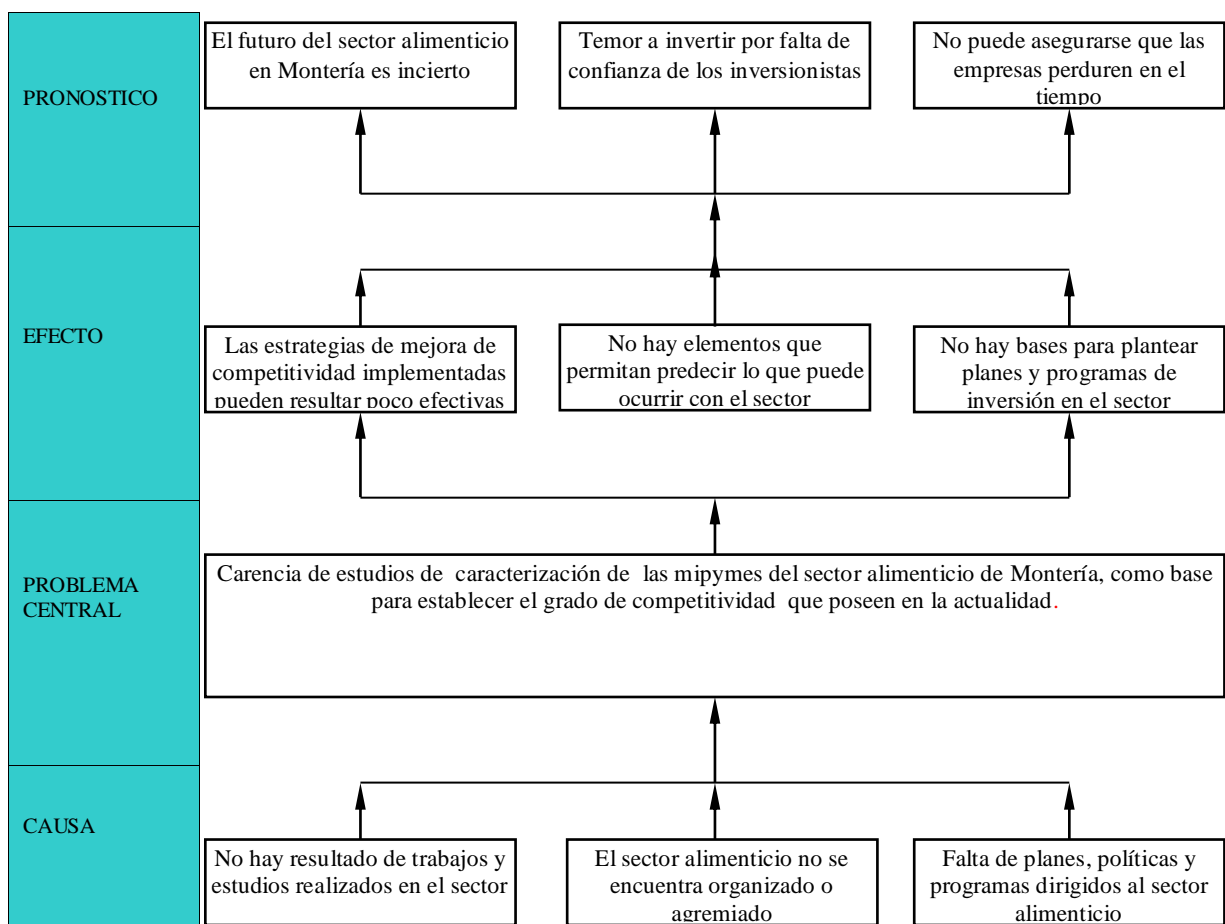 PRONOSTICO
El futuro del sector alimenticio
en Montería es incierto
Temor a invertir por falta de
confianza de los inversionistas
No puede asegurarse que las
empresas perduren en el
tiempo
EFECTO
Las estrategias de mejora de
competitividad implementadas
pueden resultar poco efectivas
No hay elementos que
permitan predecir lo que puede
ocurrir con el sector
No hay bases para plantear
planes y programas de
inversión en el sector
PROBLEMA
CENTRAL
Carencia de estudios de caracterización de las mipymes del sector alimenticio de Montería, como base
para establecer el grado de competitividad que poseen en la actualidad.
CAUSA
No hay resultado de trabajos y
estudios realizados en el sector
El sector alimenticio no se
encuentra organizado o
agremiado
Falta de planes, políticas y
programas dirigidos al sector
alimenticio